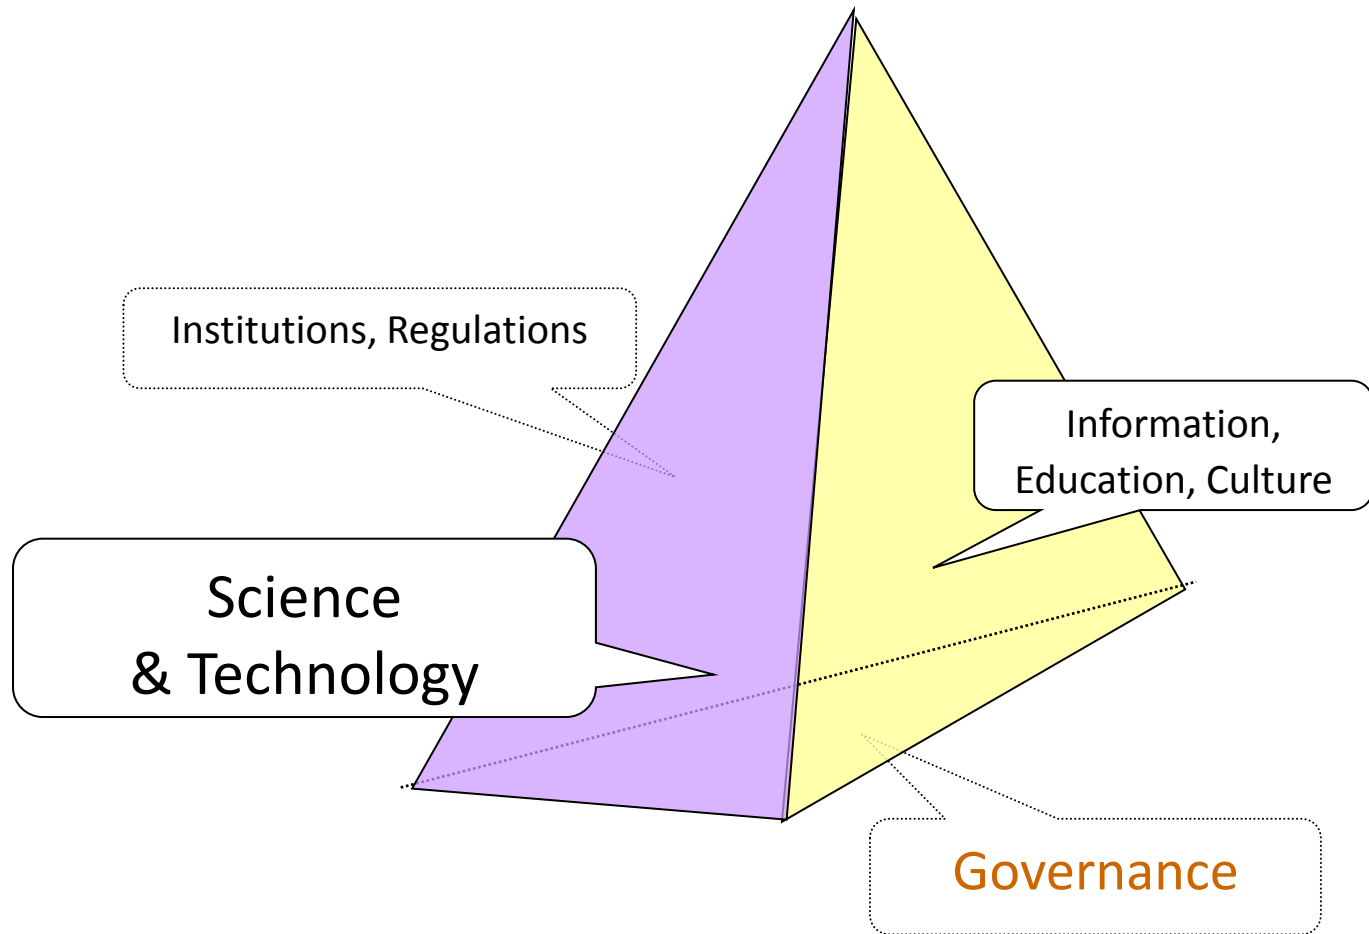 Institutions, Regulations
Information,
Education, Culture
Science
& Technology
Governance